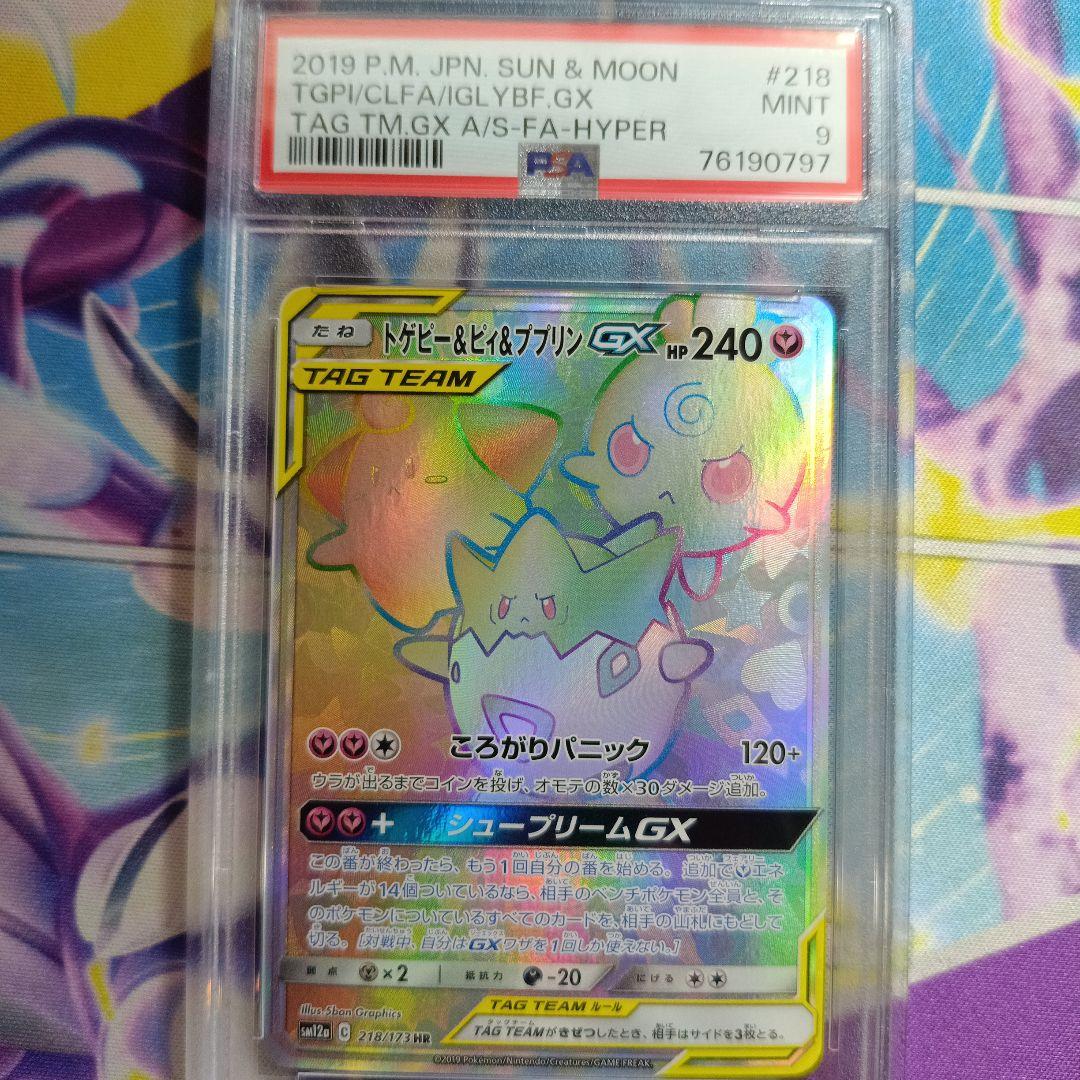 2019 P.M. JPN. SUN & MOON #218
TGPI/CLFA/IGLYBF.GX MINT
TAG TM.GX A/S-FA-HYPER 9
PSA 76190797
たね トゲピー&ピィ&ププリンGX HP 240
TAG TEAM
ころがりパニック 120+
ウラが出るまでコインを投げ、オモテの数×30ダメージ追加。
+ シュープリームGX
この番が終わったら、もう1回自分の番を始める。追加でエネ
ルギーが14個ついているなら、相手のベンチポケモン全員と、そ
のポケモンについているすべてのカードを、相手の山札にもどして
切る。[対戦中、自分はGXワザを1回しか使えない。]
弱点 ×2 抵抗力 -20 にげる
Illus. 5ban Graphics
TAG TEAM ルール
sm12a C 218/173 HR
TAG TEAMがきぜつしたとき、相手はサイドを3枚とる。
©2019 Pokémon/Nintendo/Creatures/GAME FREAK.